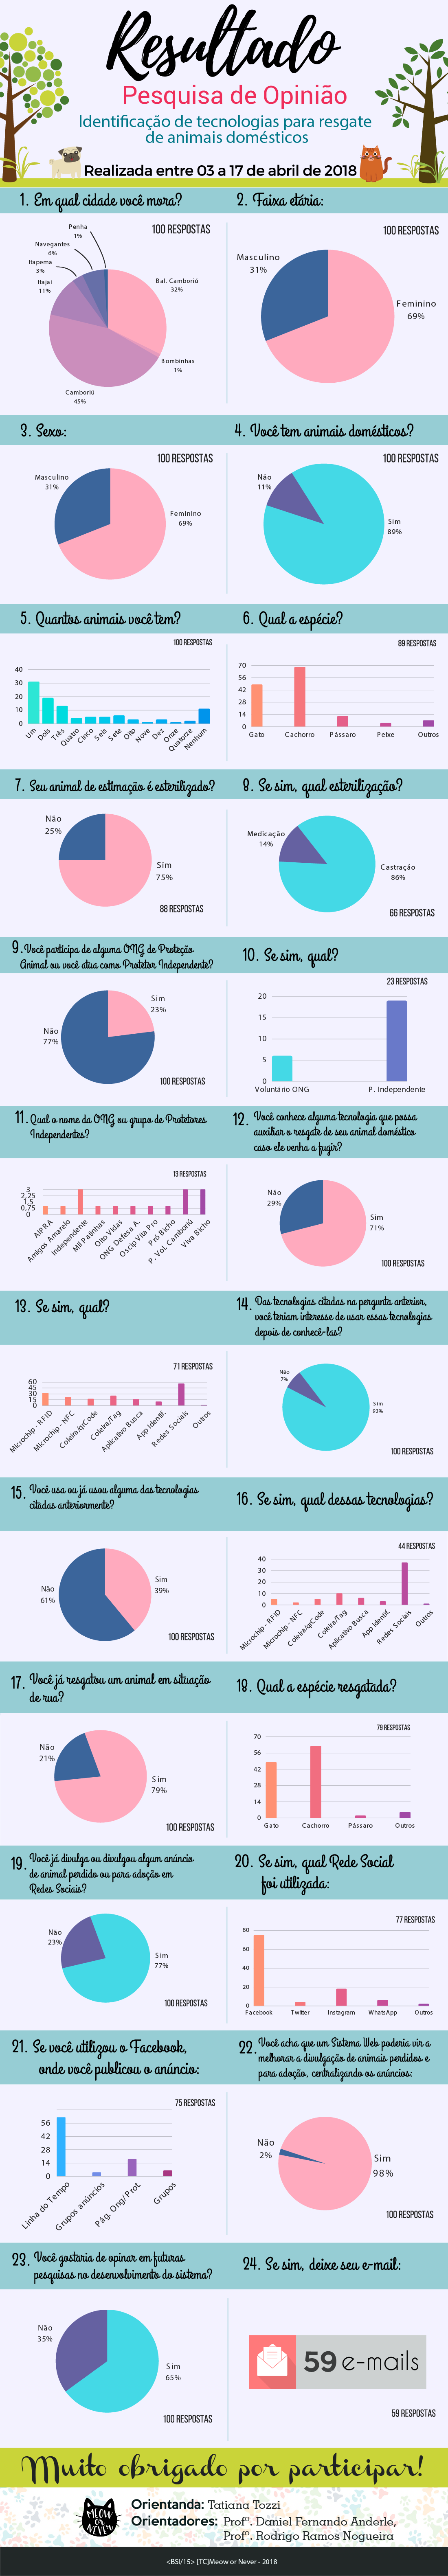 Resultado
Pesquisa de Opinião
Identificação de tecnologias para resgate
de animais domésticos
Realizada entre 03 a 17 de abril de 2018
1. Em qual cidade você mora?
100 RESPOSTAS
Penha
1%
Navegantes
6%
Itapema
3%
Itajaí
11%
Bal. Camboriú
32%
Bombinhas
1%
Camboriú
45%
2. Faixa etária:
100 RESPOSTAS
Masculino
31%
Feminino
69%
3. Sexo:
100 RESPOSTAS
Masculino
31%
Feminino
69%
4. Você tem animais domésticos?
100 RESPOSTAS
Não
11%
Sim
89%
5. Quantos animais você tem?
100 RESPOSTAS
40
30
20
10
0
Um
Dois
Três
Quatro
Cinco
Seis
Sete
Oito
Nove
Dez
Onze
Quatorze
Nenhum
6. Qual a espécie?
89 RESPOSTAS
70
56
42
28
14
0
Gato
Cachorro
Pássaro
Peixe
Outros
7. Seu animal de estimação é esterilizado?
Não
25%
Sim
75%
88 RESPOSTAS
8. Se sim, qual esterilização?
Medicação
14%
Castração
86%
66 RESPOSTAS
9. Você participa de alguma ONG de Proteção
Animal ou você atua como Protetor Independente?
Sim
23%
Não
77%
100 RESPOSTAS
10. Se sim, qual?
23 RESPOSTAS
20
15
10
5
0
Voluntário ONG
P. Independente
11. Qual o nome da ONG ou grupo de Protetores
Independentes?
13 RESPOSTAS
3
2,25
1,5
0,75
0
AIPRA
Amigos Amarelo
Independente
Mil Patinhas
Oito Vidas
ONG Defesa A.
Oscip Vita Pro
Pró Bicho
P. Vol. Camboriú
Viva Bicho
12. Você conhece alguma tecnologia que possa
auxiliar o resgate de seu animal doméstico
caso ele venha a fugir?
Não
29%
Sim
71%
100 RESPOSTAS
13. Se sim, qual?
71 RESPOSTAS
60
45
30
15
0
Microchip - RFID
Microchip - NFC
Coleira/qrCode
Coleira/Tag
Aplicativo Busca
App Identif.
Redes Sociais
Outros
14. Das tecnologias citadas na pergunta anterior,
você teriam interesse de usar essas tecnologias
depois de conhecê-las?
Não
7%
Sim
93%
100 RESPOSTAS
15. Você usa ou já usou alguma das tecnologias
citadas anteriormente?
Não
61%
Sim
39%
100 RESPOSTAS
16. Se sim, qual dessas tecnologias?
44 RESPOSTAS
40
30
20
10
0
Microchip - RFID
Microchip - NFC
Coleira/qrCode
Coleira/Tag
Aplicativo Busca
App Identif.
Redes Sociais
Outros
17. Você já resgatou um animal em situação
de rua?
Não
21%
Sim
79%
100 RESPOSTAS
18. Qual a espécie resgatada?
79 RESPOSTAS
70
56
42
28
14
0
Gato
Cachorro
Pássaro
Outros
19. Você já divulga ou divulgou algum anúncio
de animal perdido ou para adoção em
Redes Sociais?
Não
23%
Sim
77%
100 RESPOSTAS
20. Se sim, qual Rede Social
foi utilizada:
77 RESPOSTAS
80
60
40
20
0
Facebook
Twitter
Instagram
WhatsApp
Outros
21. Se você utilizou o Facebook,
onde você publicou o anúncio:
75 RESPOSTAS
56
42
28
14
0
Linha do Tempo
Grupos anúncios
Pág. Ong/Prot.
Grupos
22. Você acha que um Sistema Web poderia vir a
melhorar a divulgação de animais perdidos e
para adoção, centralizando os anúncios:
Não
2%
Sim
98%
100 RESPOSTAS
23. Você gostaria de opinar em futuras
pesquisas no desenvolvimento do sistema?
Não
35%
Sim
65%
100 RESPOSTAS
24. Se sim, deixe seu e-mail:
59 e-mails
59 RESPOSTAS
Muito obrigado por participar!
MEOW
OR
NEVER
Orientanda: Tatiana Tozzi
Orientadores: Profº. Daniel Fernando Anderle,
Profº. Rodrigo Ramos Nogueira
<BSI/15> [TC]Meow or Never - 2018